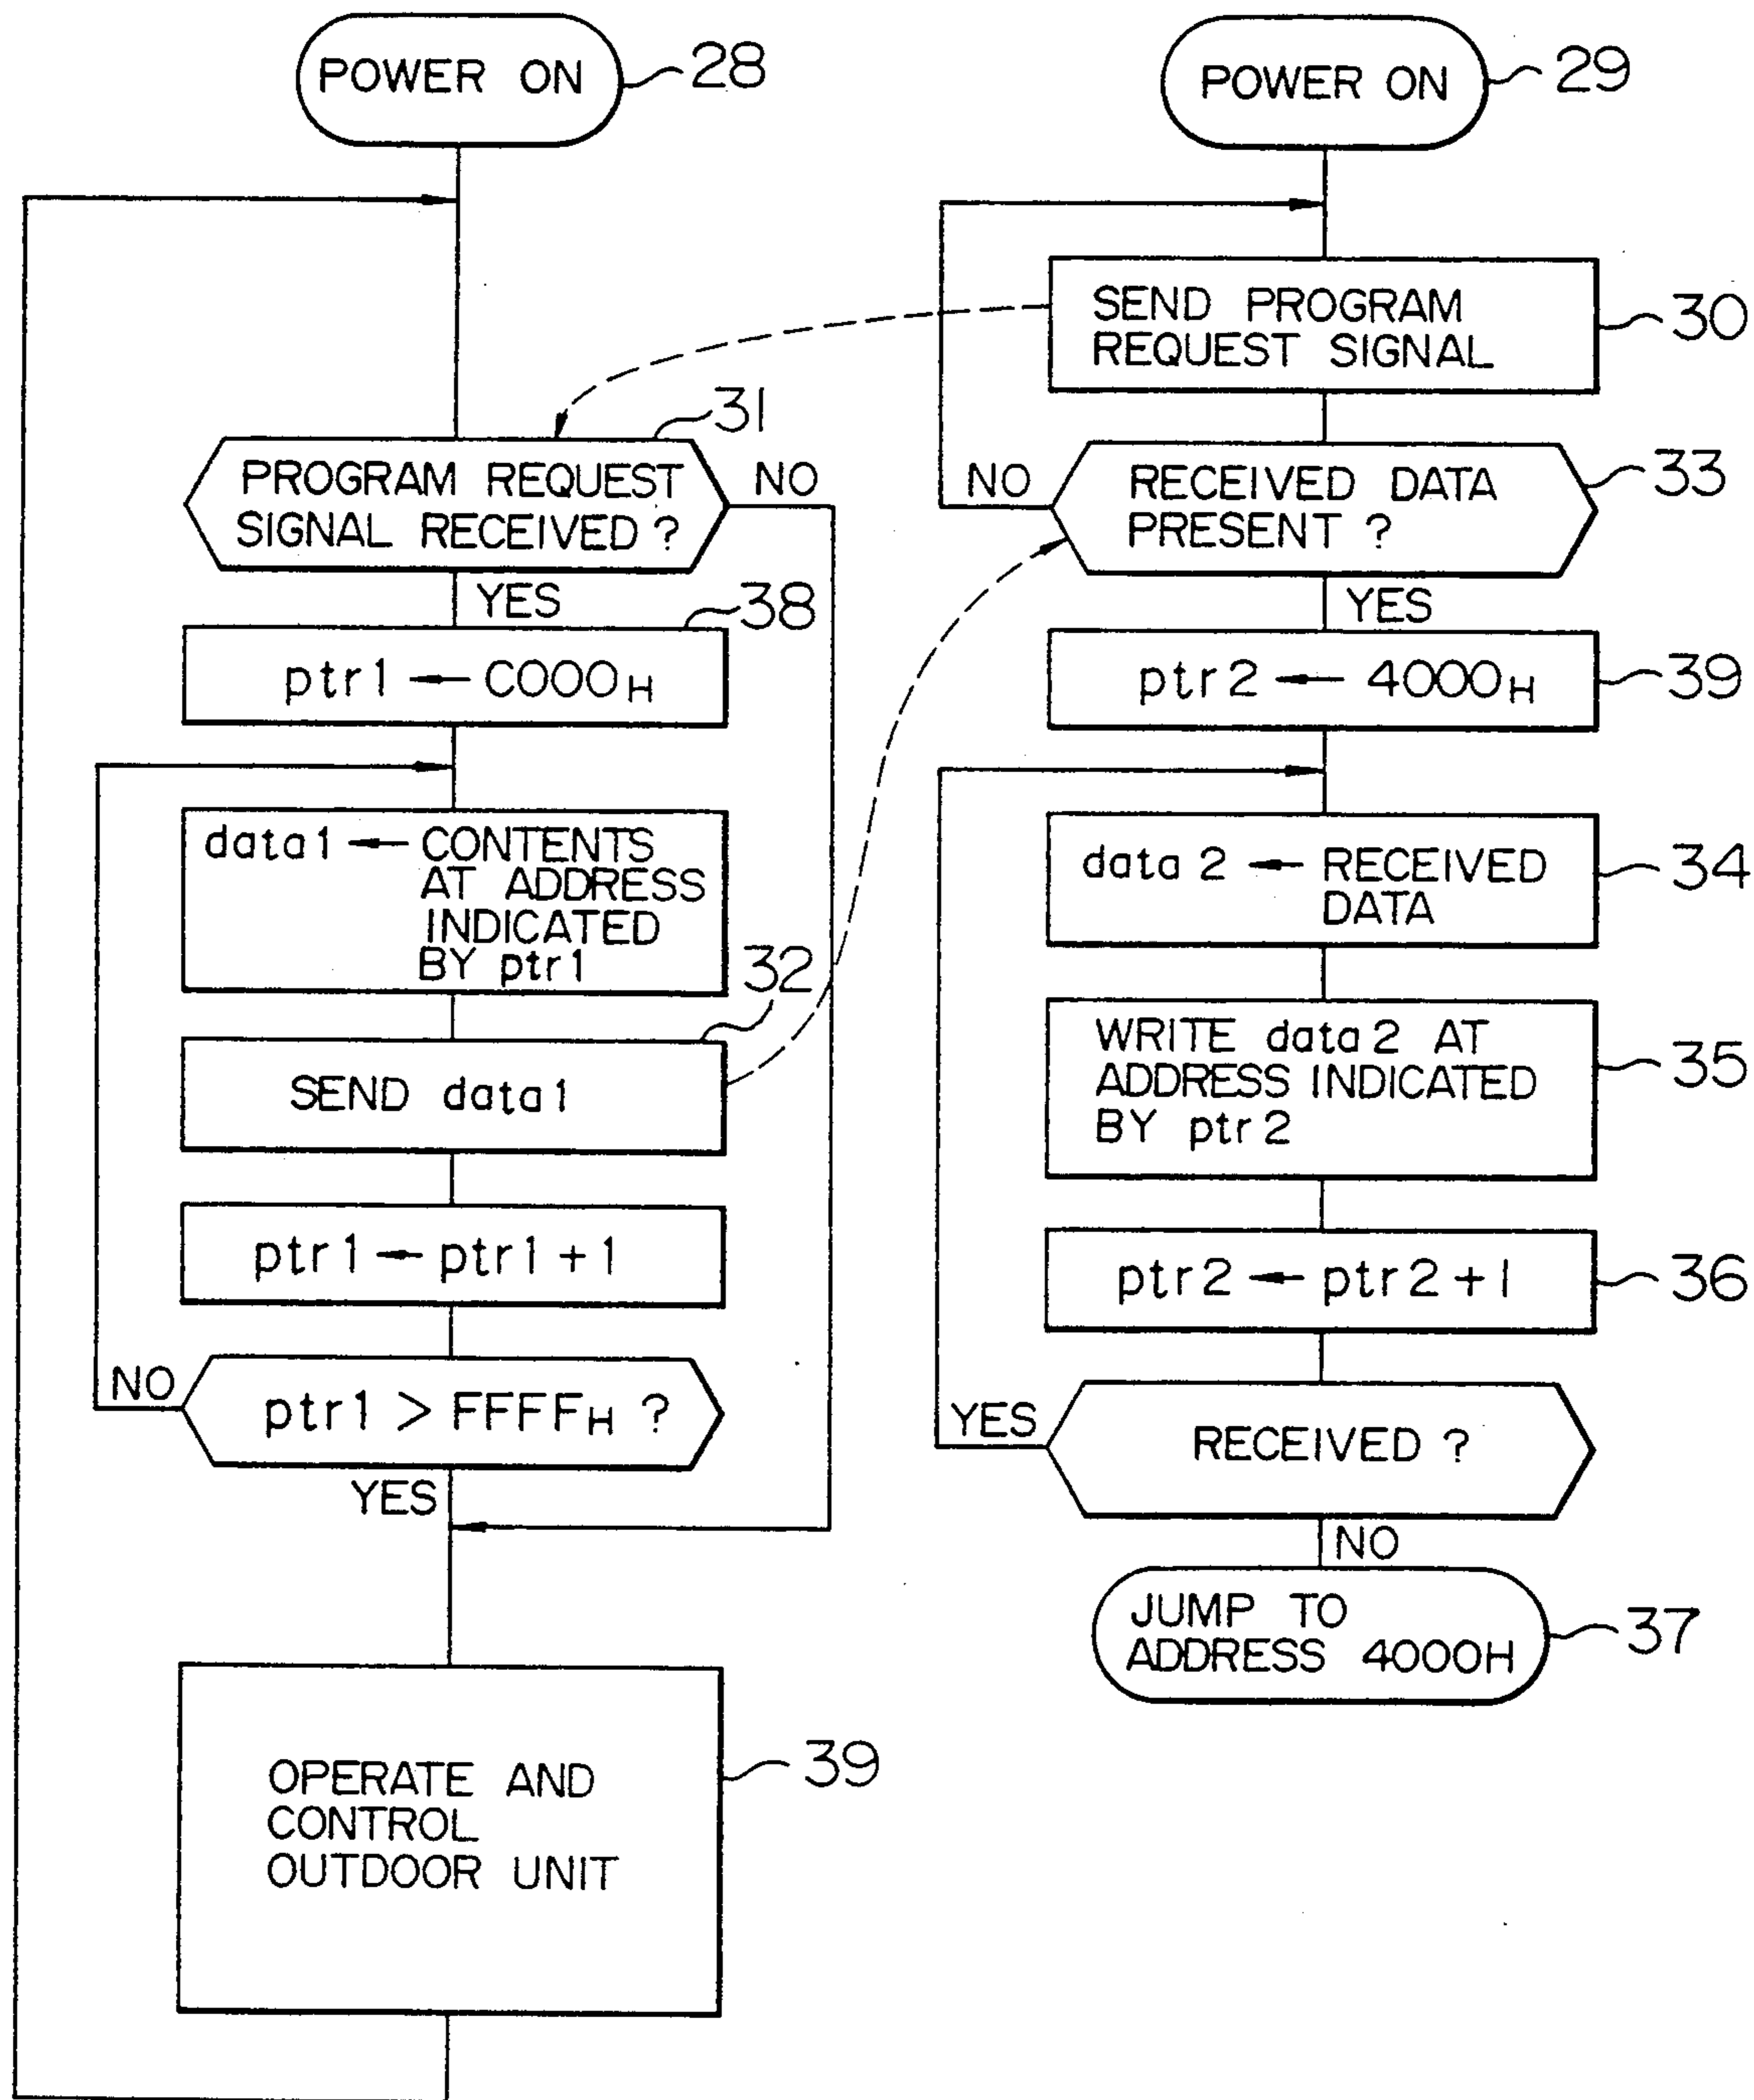 POWER ON
28
31
PROGRAM REQUEST
SIGNAL RECEIVED ?
NO
YES
38
ptr1 ← C000H
data1 ← CONTENTS
AT ADDRESS
INDICATED
BY ptr1
32
SEND data1
ptr1 ← ptr1 + 1
NO
ptr1 > FFFFH ?
YES
OPERATE AND
CONTROL
OUTDOOR UNIT
39
POWER ON
29
SEND PROGRAM
REQUEST SIGNAL
30
NO
RECEIVED DATA
PRESENT ?
33
YES
ptr2 ← 4000H
39
data2 ← RECEIVED
DATA
34
WRITE data2 AT
ADDRESS INDICATED
BY ptr2
35
ptr2 ← ptr2 + 1
36
YES
RECEIVED ?
NO
JUMP TO
ADDRESS 4000H
37